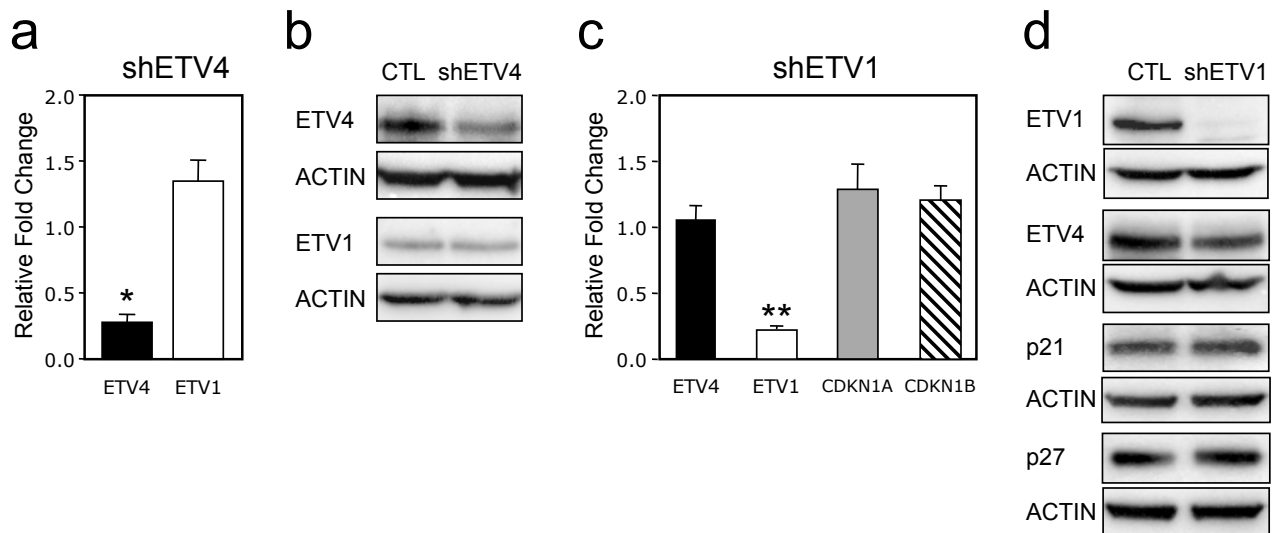 a
shETV4
Relative Fold Change
2.0
1.5
1.0
0.5
0.0
*
ETV4 ETV1
b
CTL shETV4
ETV4
ACTIN
ETV1
ACTIN
c
shETV1
Relative Fold Change
2.0
1.5
1.0
0.5
0.0
**
ETV4 ETV1 CDKN1A CDKN1B
d
CTL shETV1
ETV1
ACTIN
ETV4
ACTIN
p21
ACTIN
p27
ACTIN